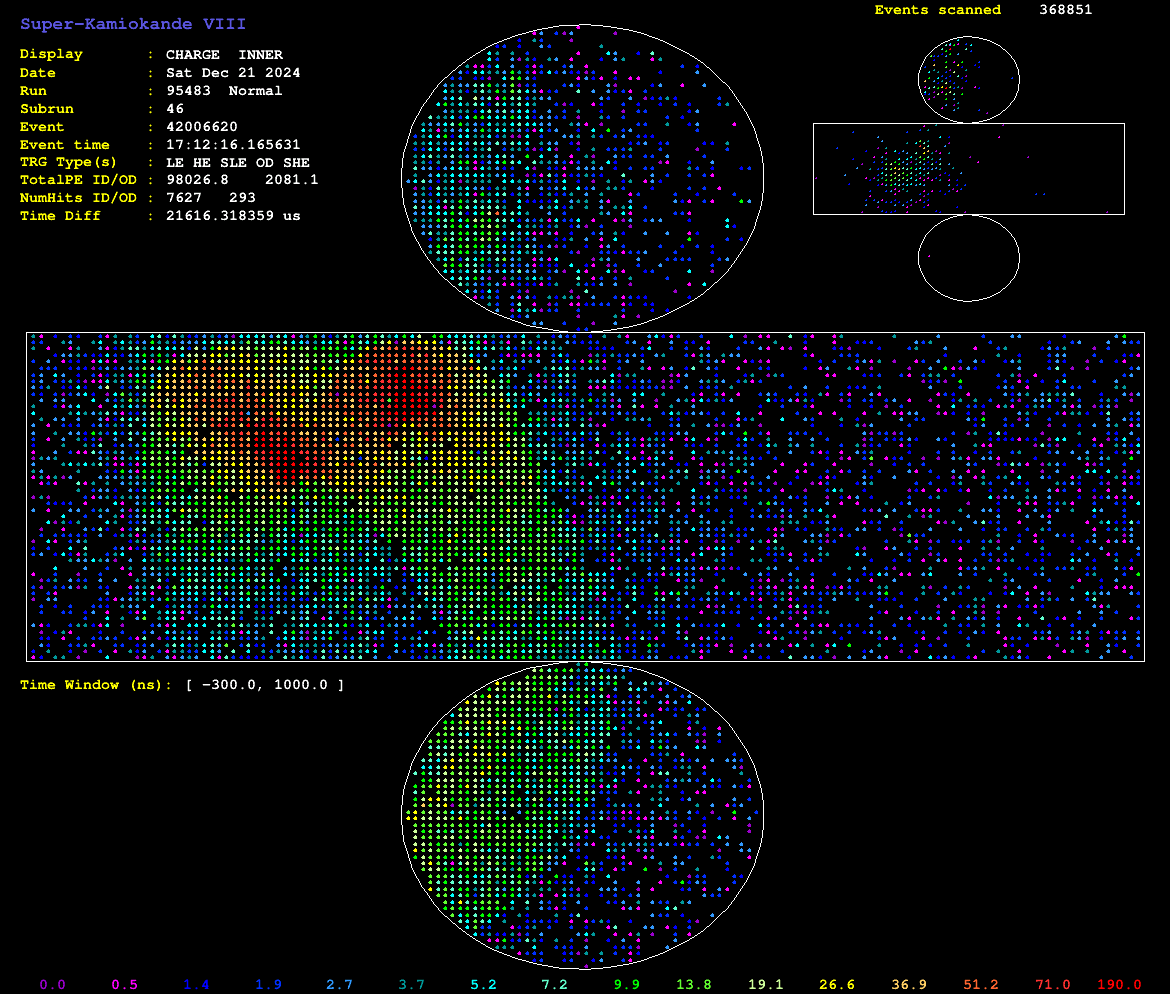 Super-Kamiokande VIII
Events scanned 368851
Display : CHARGE INNER
Date : Sat Dec 21 2024
Run : 95483 Normal
Subrun : 46
Event : 42006620
Event time : 17:12:16.165631
TRG Type(s) : LE HE SLE OD SHE
TotalPE ID/OD : 98026.8 2081.1
NumHits ID/OD : 7627 293
Time Diff : 21616.318359 us
Time Window (ns): [ −300.0, 1000.0 ]
0.0 0.5 1.4 1.9 2.7 3.7 5.2 7.2 9.9 13.8 19.1 26.6 36.9 51.2 71.0 190.0